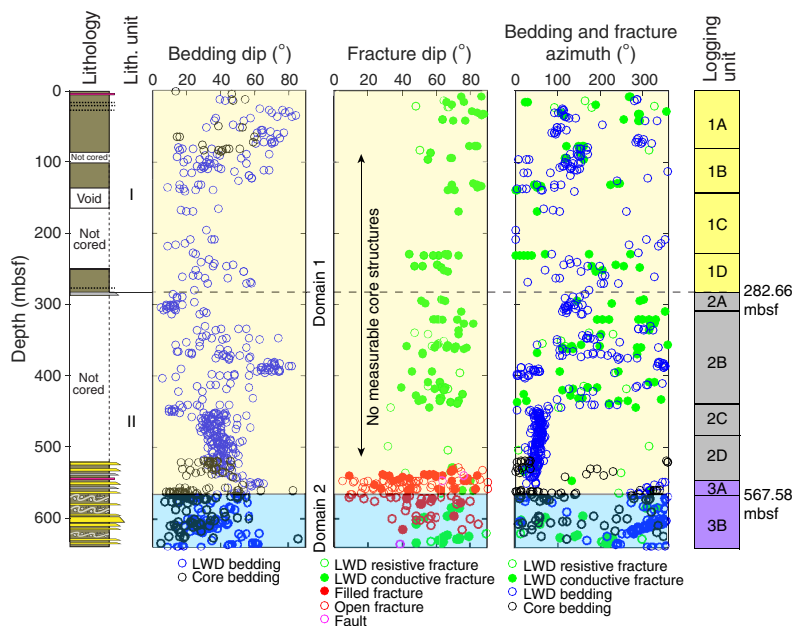 Lithology
Lith. unit
Bedding dip (°)
Fracture dip (°)
Bedding and fracture
azimuth (°)
Logging
unit
0 20 40 60 80
0 20 40 60 80
0 100 200 300
Depth (mbsf)
0
100
200
300
400
500
600
Not cored
Void
Not
cored
Not
cored
I
II
Domain 1
Domain 2
No measurable core structures
1A
1B
1C
1D
2A
2B
2C
2D
3A
3B
282.66
mbsf
567.58
mbsf
LWD bedding
Core bedding
LWD resistive fracture
LWD conductive fracture
Filled fracture
Open fracture
Fault
LWD resistive fracture
LWD conductive fracture
LWD bedding
Core bedding